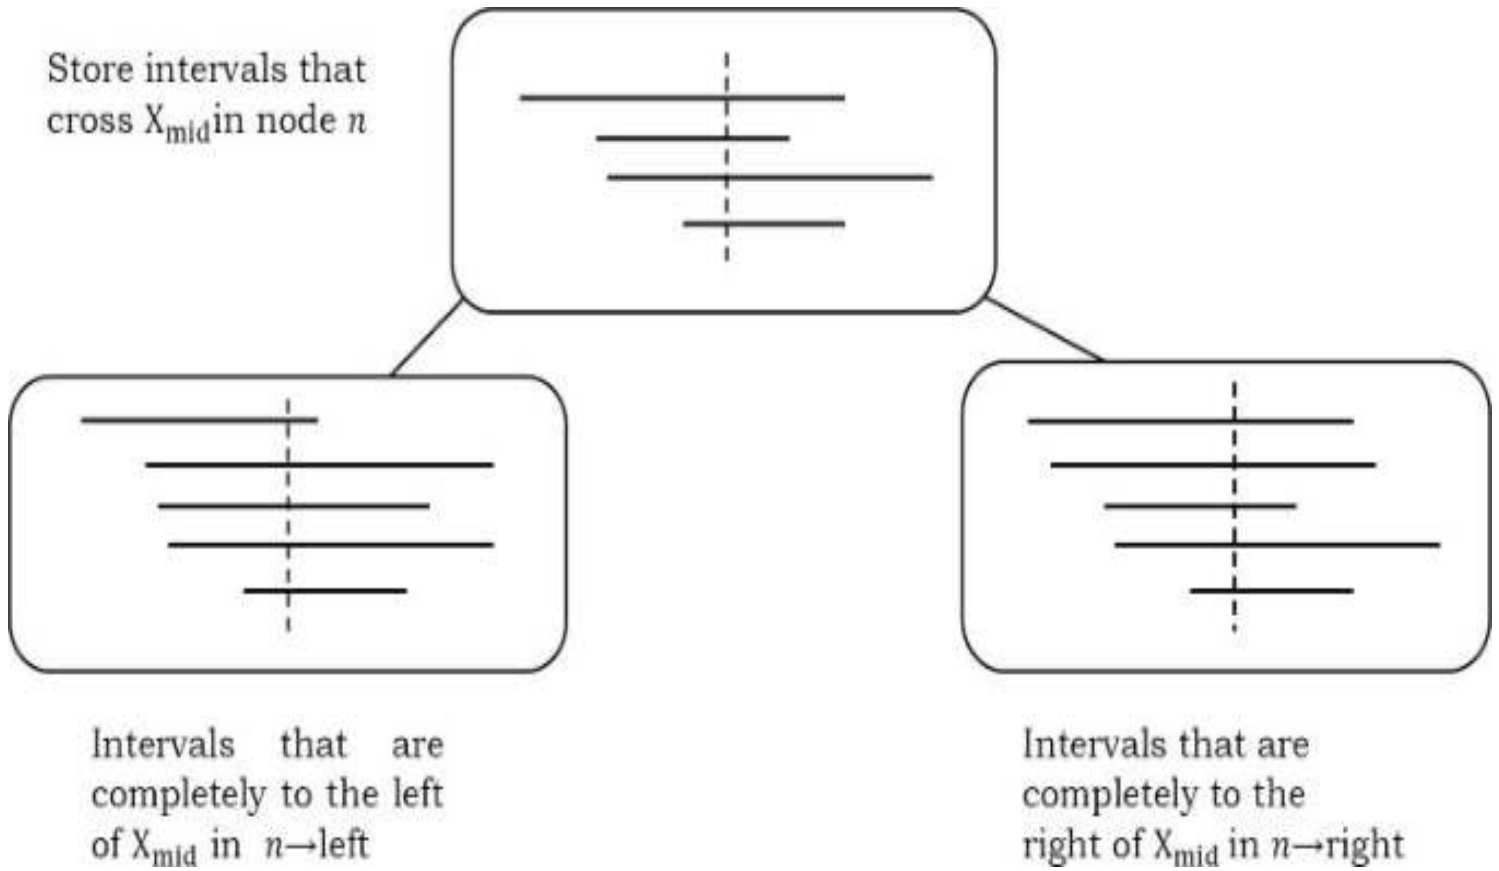 Store intervals that
cross Xmid in node n
Intervals that are
completely to the left
of Xmid in n→left
Intervals that are
completely to the
right of Xmid in n→right